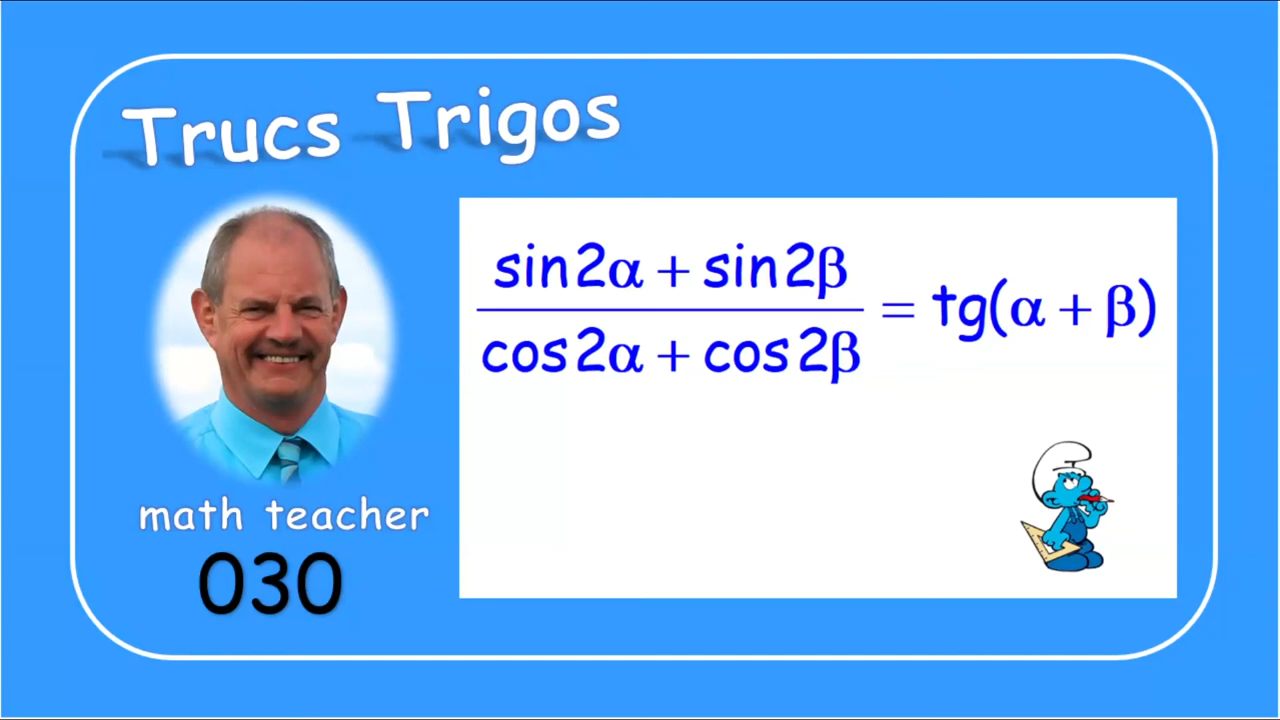 Trucs Trigos
sin2α + sin2β
cos2α + cos2β
= tg(α + β)
math teacher
030